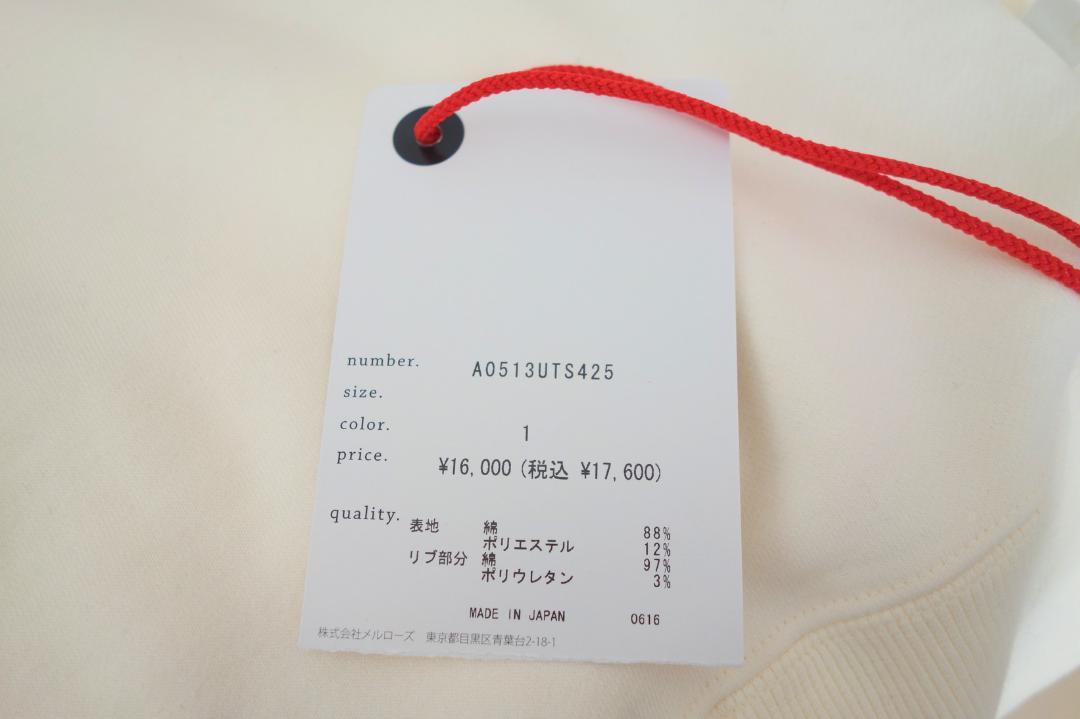 number. A0513UTS425
size.
color. 1
price. ¥16,000 (税込 ¥17,600)
quality. 表地 綿 88%
ポリエステル 12%
リブ部分 綿 97%
ポリウレタン 3%
MADE IN JAPAN 0616
株式会社メルローズ 東京都目黒区青葉台2-18-1